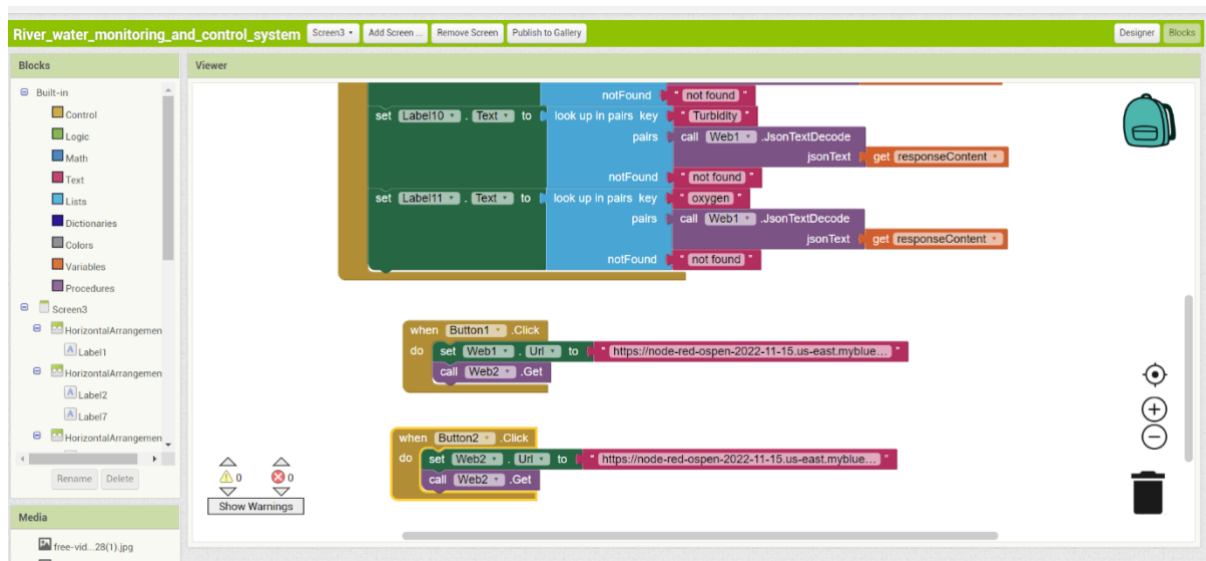 River_water_monitoring_and_control_system Screen3 Add Screen ... Remove Screen Publish to Gallery Designer Blocks
Blocks
Viewer
Built-in
Control
Logic
Math
Text
Lists
Dictionaries
Colors
Variables
Procedures
Screen3
HorizontalArrangemen
Label1
HorizontalArrangemen
Label2
Label7
HorizontalArrangemen
Rename Delete
Media
free-vid...28(1).jpg
notFound " not found "
set Label10 . Text to look up in pairs key " Turbidity "
pairs call Web1 .JsonTextDecode
jsonText get responseContent
notFound " not found "
set Label11 . Text to look up in pairs key " oxygen "
pairs call Web1 .JsonTextDecode
jsonText get responseContent
notFound " not found "
when Button1 .Click
do set Web1 . Url to " https://node-red-ospen-2022-11-15.us-east.myblue... "
call Web2 .Get
when Button2 .Click
do set Web2 . Url to " https://node-red-ospen-2022-11-15.us-east.myblue... "
call Web2 .Get
0 0
Show Warnings